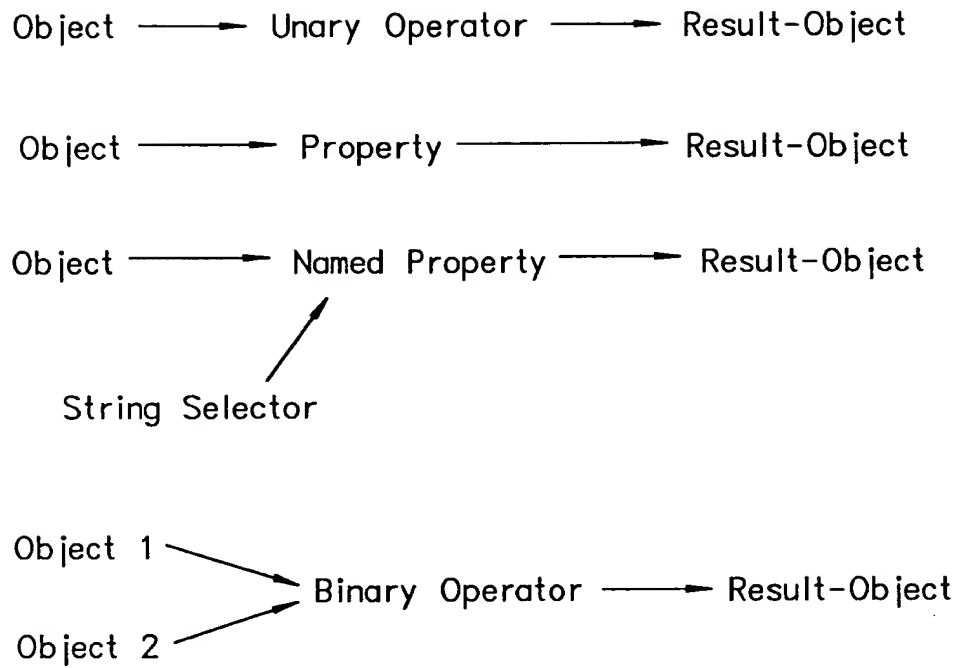 Object Unary Operator Result-Object
Object Property Result-Object
Object Named Property Result-Object
String Selector
Object 1
Binary Operator Result-Object
Object 2